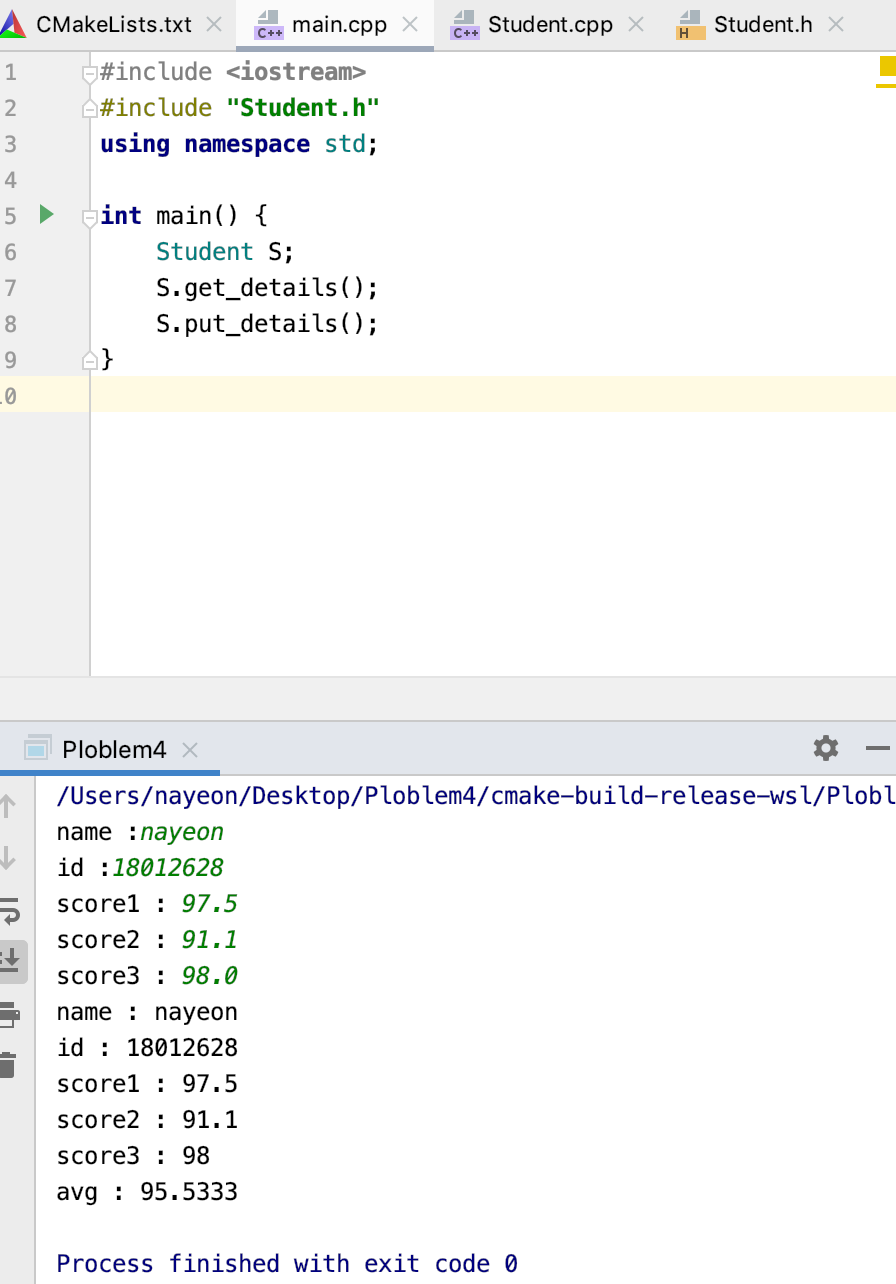 CMakeLists.txt main.cpp Student.cpp Student.h
1 #include <iostream>
2 #include "Student.h"
3 using namespace std;
4
5 int main() {
6     Student S;
7     S.get_details();
8     S.put_details();
9 }
10
Ploblem4
/Users/nayeon/Desktop/Ploblem4/cmake-build-release-wsl/Plobl
name :nayeon
id :18012628
score1 : 97.5
score2 : 91.1
score3 : 98.0
name : nayeon
id : 18012628
score1 : 97.5
score2 : 91.1
score3 : 98
avg : 95.5333
Process finished with exit code 0